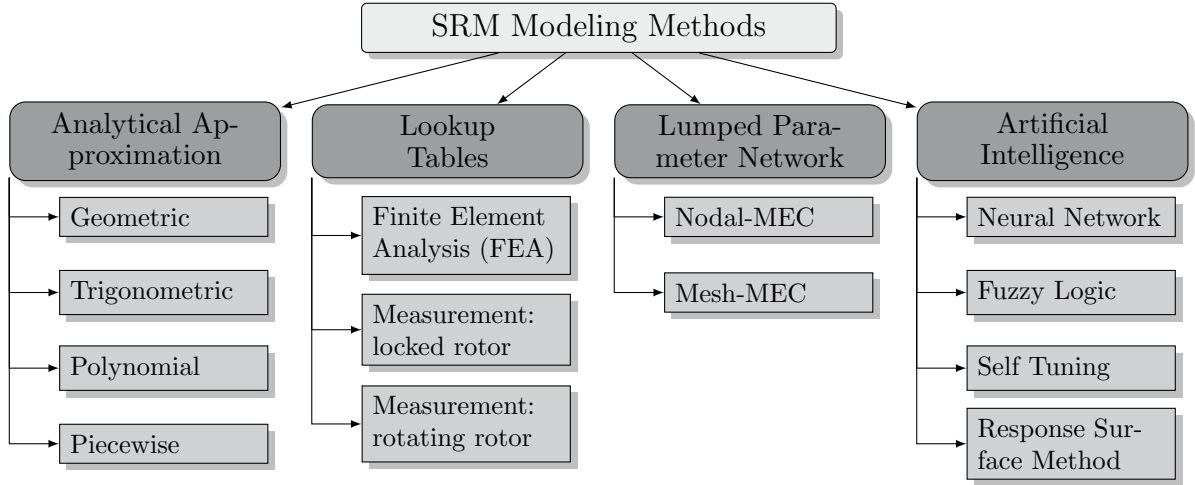 SRM Modeling Methods
Analytical Ap-
proximation
Geometric
Trigonometric
Polynomial
Piecewise
Lookup
Tables
Finite Element
Analysis (FEA)
Measurement:
locked rotor
Measurement:
rotating rotor
Lumped Para-
meter Network
Nodal-MEC
Mesh-MEC
Artificial
Intelligence
Neural Network
Fuzzy Logic
Self Tuning
Response Sur-
face Method